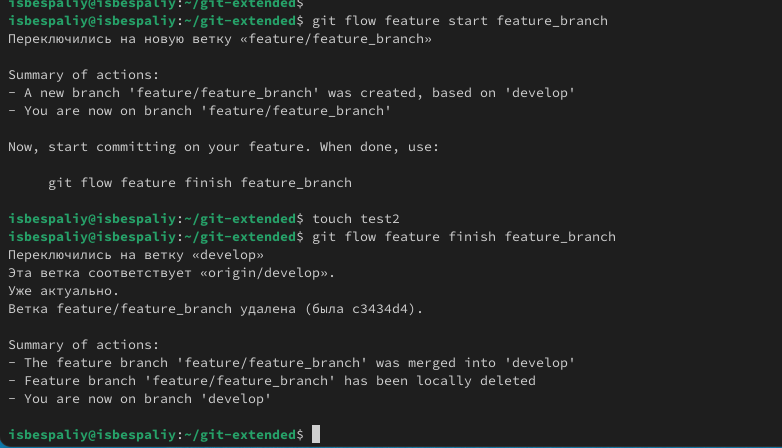 isbespaliy@isbespaliy:~/git-extended$
isbespaliy@isbespaliy:~/git-extended$ git flow feature start feature_branch
Переключились на новую ветку «feature/feature_branch»
Summary of actions:
- A new branch 'feature/feature_branch' was created, based on 'develop'
- You are now on branch 'feature/feature_branch'
Now, start committing on your feature. When done, use:
git flow feature finish feature_branch
isbespaliy@isbespaliy:~/git-extended$ touch test2
isbespaliy@isbespaliy:~/git-extended$ git flow feature finish feature_branch
Переключились на ветку «develop»
Эта ветка соответствует «origin/develop».
Уже актуально.
Ветка feature/feature_branch удалена (была c3434d4).
Summary of actions:
- The feature branch 'feature/feature_branch' was merged into 'develop'
- Feature branch 'feature/feature_branch' has been locally deleted
- You are now on branch 'develop'
isbespaliy@isbespaliy:~/git-extended$